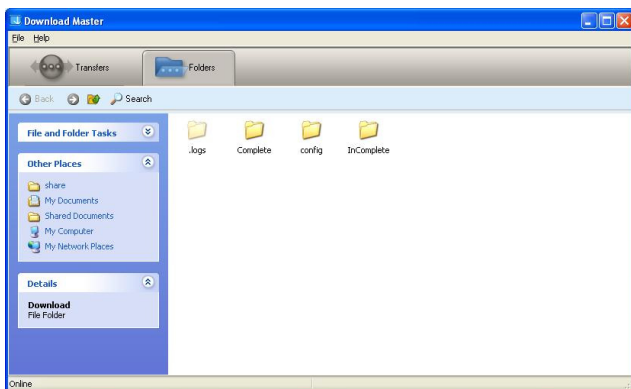 Download Master
File Help
Transfers Folders
Back Search
File and Folder Tasks
Other Places
share
My Documents
Shared Documents
My Computer
My Network Places
Details
Download
File Folder
.logs Complete config InComplete
Online